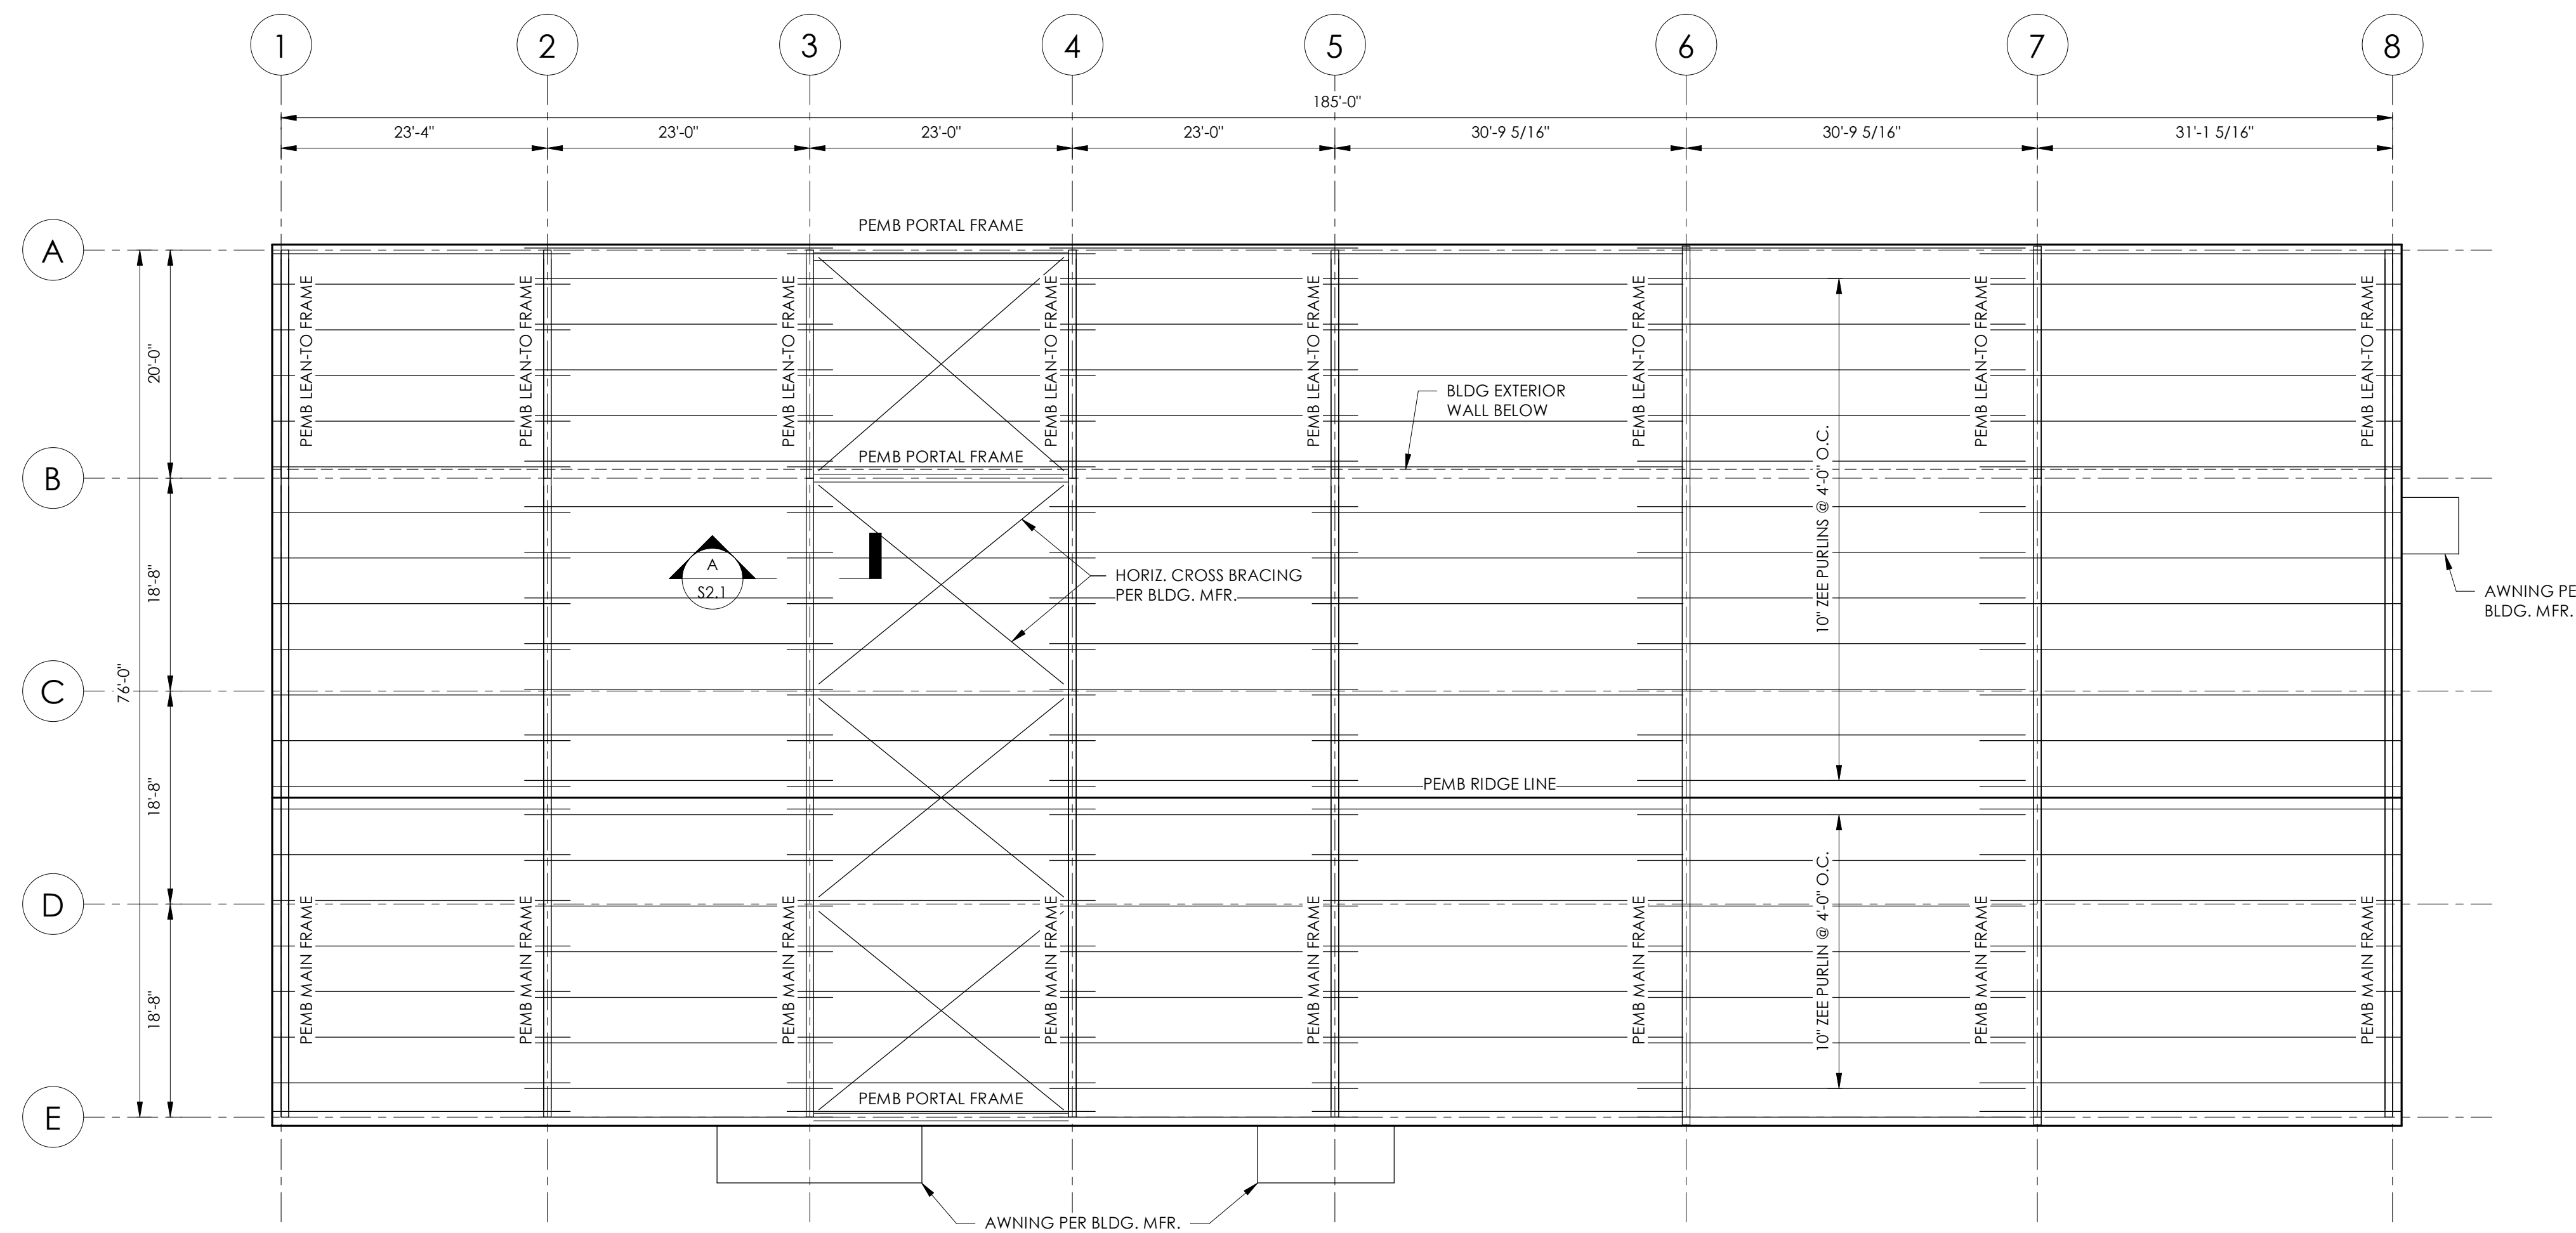 1 2 3 4 5 6 7 8
185'-0"
23'-4" 23'-0" 23'-0" 23'-0" 30'-9 5/16" 30'-9 5/16" 31'-1 5/16"
PEMB PORTAL FRAME
A
PEMB LEAN-TO FRAME
PEMB LEAN-TO FRAME
PEMB LEAN-TO FRAME
PEMB LEAN-TO FRAME
PEMB LEAN-TO FRAME
PEMB LEAN-TO FRAME
PEMB LEAN-TO FRAME
PEMB LEAN-TO FRAME
20'-0"
BLDG EXTERIOR
WALL BELOW
PEMB PORTAL FRAME
B
10" ZEE PURLINS @ 4'-0" O.C.
18'-8"
A
S2.1
HORIZ. CROSS BRACING
PER BLDG. MFR.
AWNING PE
BLDG. MFR.
C
76'-0"
18'-8"
PEMB RIDGE LINE
D
PEMB MAIN FRAME
PEMB MAIN FRAME
PEMB MAIN FRAME
PEMB MAIN FRAME
PEMB MAIN FRAME
PEMB MAIN FRAME
PEMB MAIN FRAME
PEMB MAIN FRAME
10" ZEE PURLIN @ 4'-0" O.C.
18'-8"
PEMB PORTAL FRAME
E
AWNING PER BLDG. MFR.